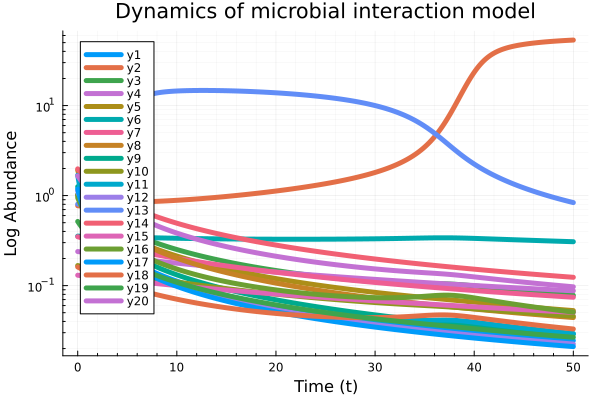 Dynamics of microbial interaction model
Log Abundance
10¹
10⁰
10⁻¹
y1
y2
y3
y4
y5
y6
y7
y8
y9
y10
y11
y12
y13
y14
y15
y16
y17
y18
y19
y20
0 10 20 30 40 50
Time (t)